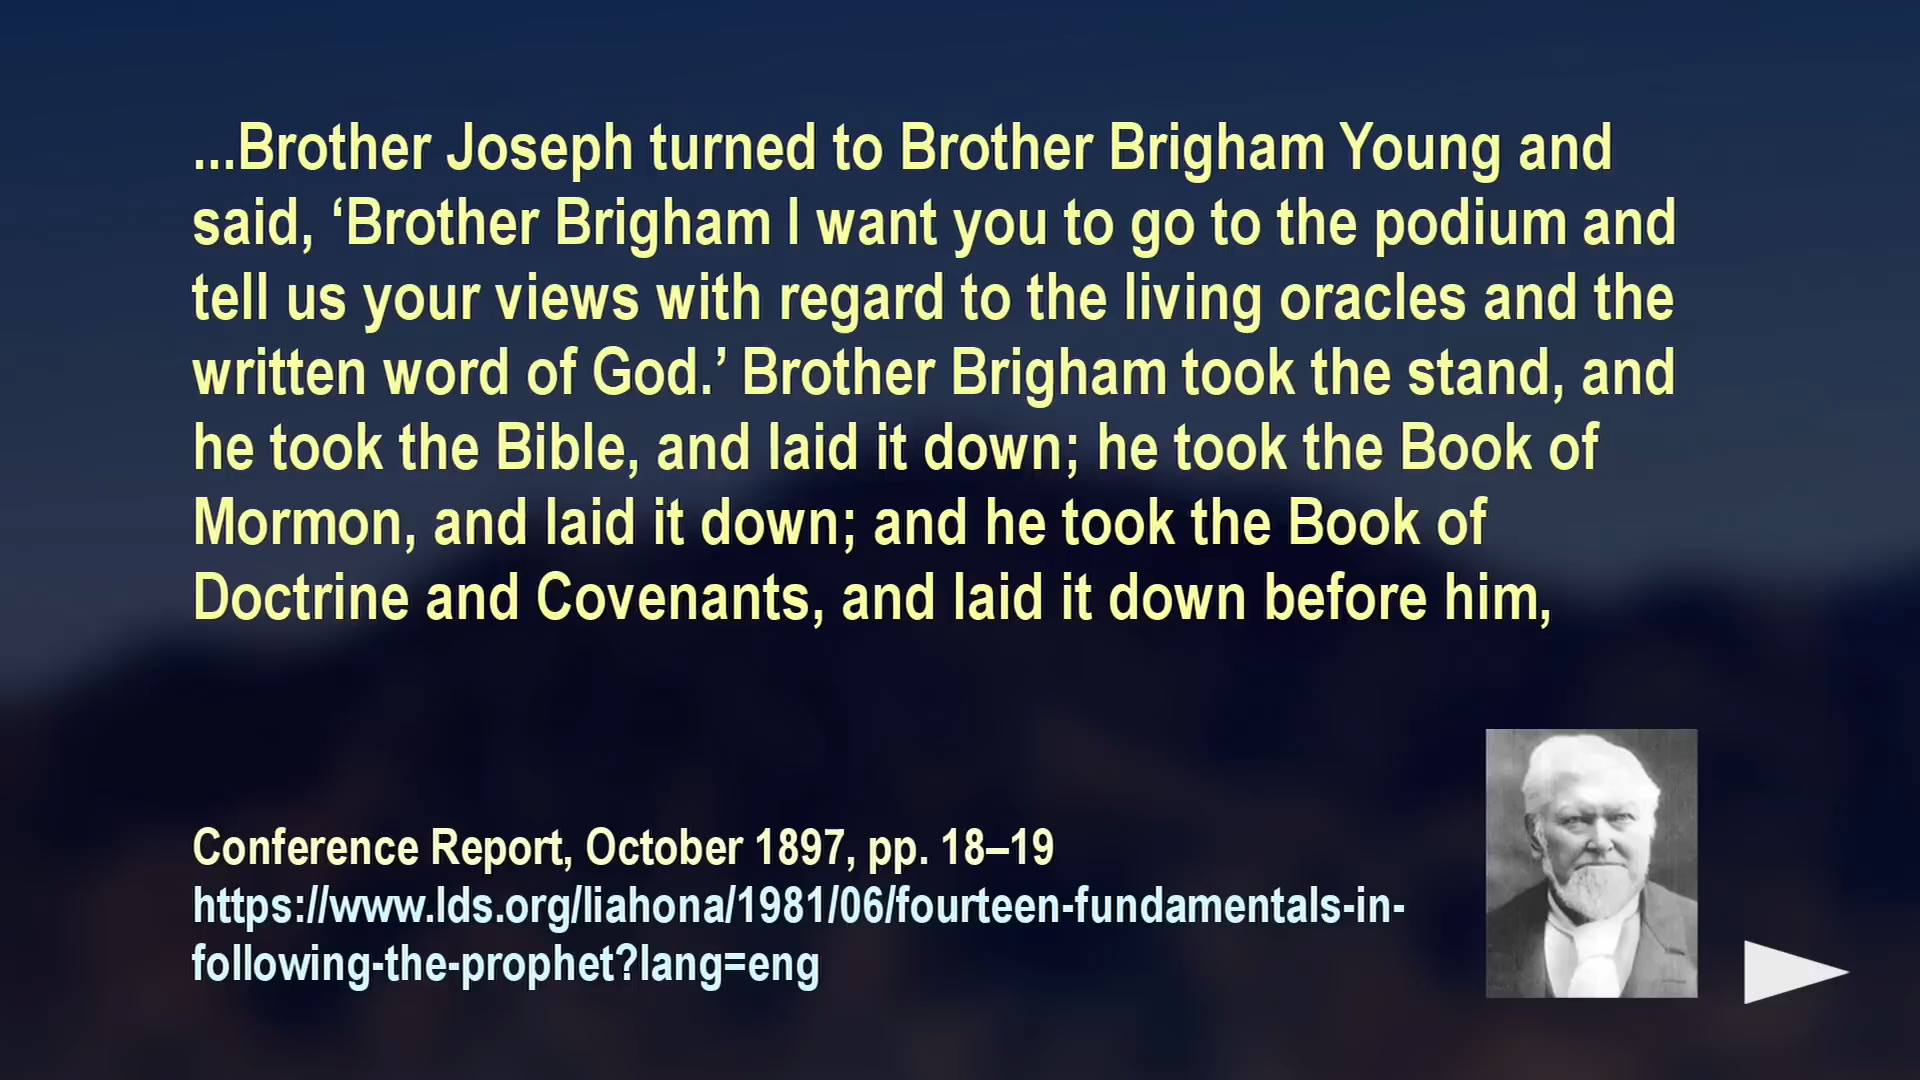 ...Brother Joseph turned to Brother Brigham Young and
said, ‘Brother Brigham I want you to go to the podium and
tell us your views with regard to the living oracles and the
written word of God.’ Brother Brigham took the stand, and
he took the Bible, and laid it down; he took the Book of
Mormon, and laid it down; and he took the Book of
Doctrine and Covenants, and laid it down before him,
Conference Report, October 1897, pp. 18–19
https://www.lds.org/liahona/1981/06/fourteen-fundamentals-in-
following-the-prophet?lang=eng